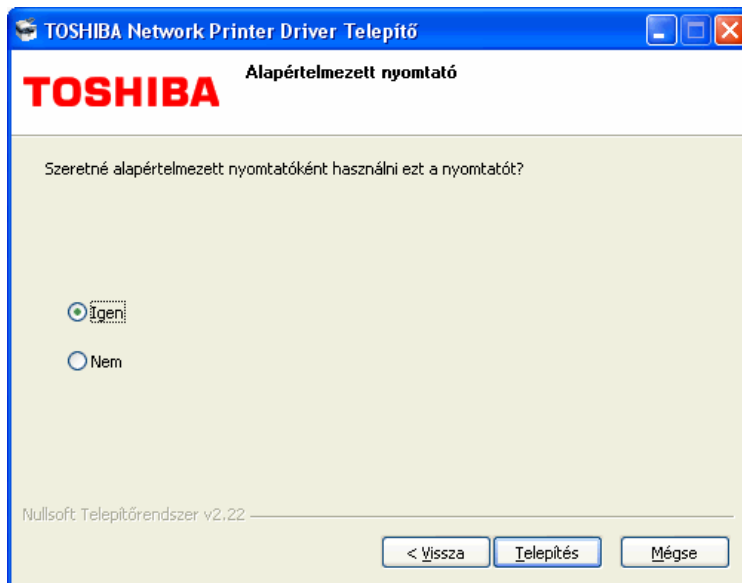 TOSHIBA Network Printer Driver Telepítő
TOSHIBA
Alapértelmezett nyomtató
Szeretné alapértelmezett nyomtatóként használni ezt a nyomtatót?
Igen
Nem
Nullsoft Telepítőrendszer v2.22
< Vissza
Telepítés
Mégse